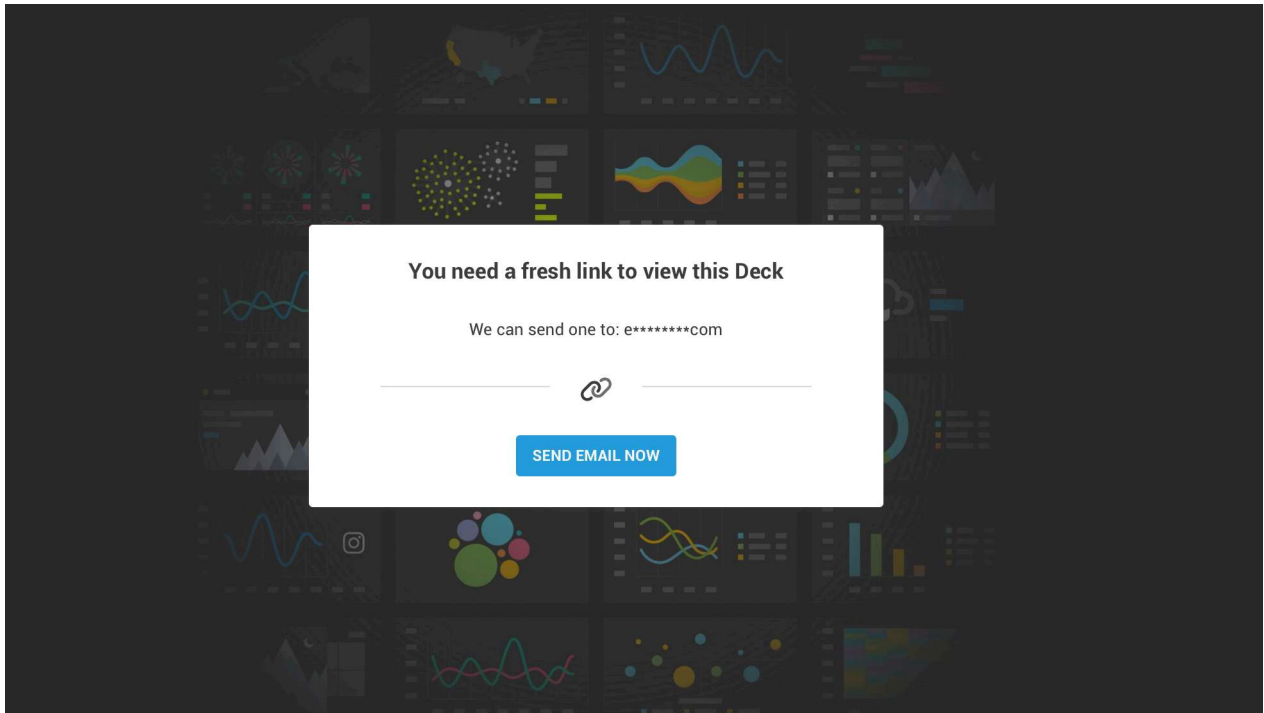 You need a fresh link to view this Deck
We can send one to: e********com
SEND EMAIL NOW